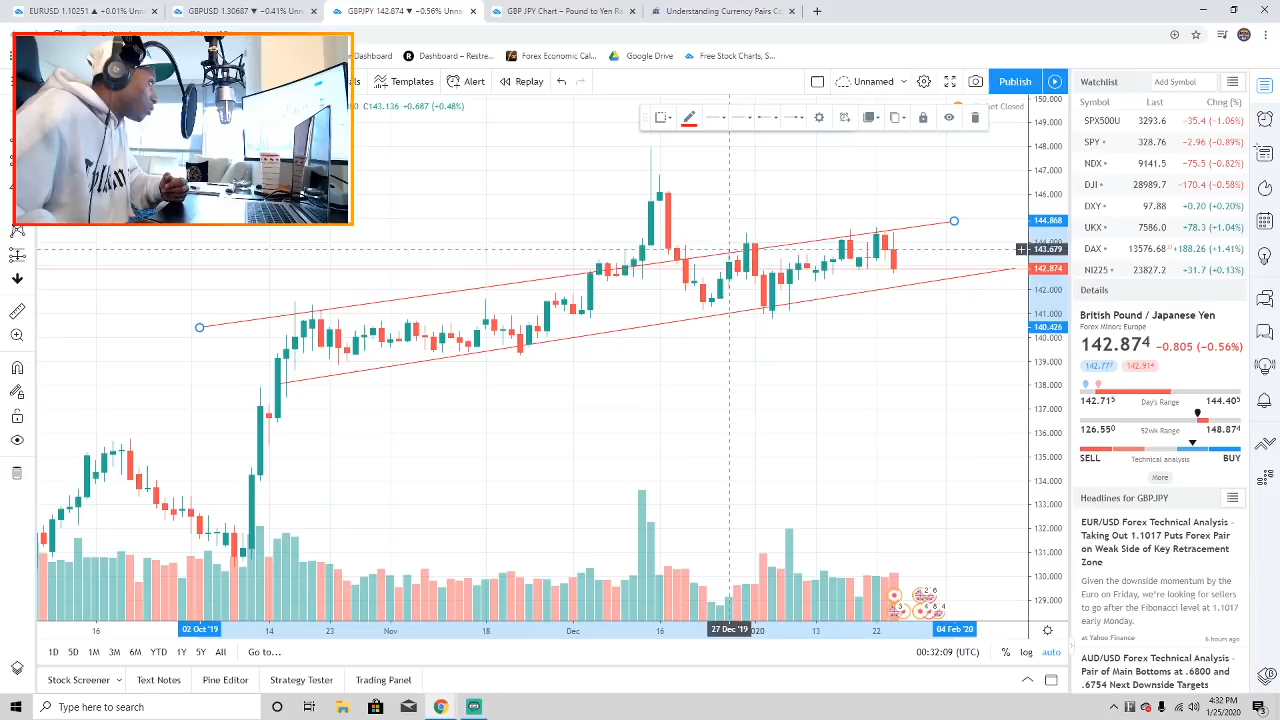 EURUSD 1.10251 ▲ −0.01% Unna
GBPUSD 1.30687 ▼ −0.41% Unna
GBPJPY 142.874 ▼ −0.56% Unnam
GBP JPY Chart – Pound to Yen Ra
Understanding Currency Pairs Co
Dashboard
Dashboard – Restre...
Forex Economic Cal...
Google Drive
Free Stock Charts, S...
Templates
Alert
Replay
Unnamed
Publish
C143.136 +0.687 (+0.48%)
Watchlist
Add Symbol
Symbol Last Chng (%)
SPX500U 3293.6 −35.4 (−1.06%)
SPY 328.76 −2.96 (−0.89%)
NDX 9141.5 −75.5 (−0.82%)
DJI 28989.7 −170.4 (−0.58%)
DXY 97.88 +0.20 (+0.20%)
UKX 7586.0 +78.3 (+1.04%)
DAX 13576.68 +188.26 (+1.41%)
NI225 23827.2 +31.7 (+0.13%)
Details
British Pound / Japanese Yen
Forex Minor: Europe
142.874 −0.805 (−0.56%)
142.777 142.914
142.715 Day's Range 144.405
126.550 52wk Range 148.874
SELL Technical analysis BUY
More
Headlines for GBPJPY
EUR/USD Forex Technical Analysis -
Taking Out 1.1017 Puts Forex Pair
on Weak Side of Key Retracement
Zone
Given the downside momentum by the
Euro on Friday, we're looking for sellers
to go after the Fibonacci level at 1.1017
early Monday.
at Yahoo Finance 6 hours ago
AUD/USD Forex Technical Analysis –
Pair of Main Bottoms at .6800 and
.6754 Next Downside Targets
150.000
149.000
148.000
147.000
146.000
144.868
144.000
143.679
142.874
142.000
141.000
140.426
140.000
139.000
138.000
137.000
136.000
135.000
134.000
133.000
132.000
131.000
130.000
129.000
16
02 Oct '19
14
23
Nov
18
Dec
16
27 Dec '19
020
13
22
04 Feb '20
1D 5D 1M 3M 6M YTD 1Y 5Y All Go to...
00:32:09 (UTC) % log auto
Stock Screener Text Notes Pine Editor Strategy Tester Trading Panel
Type here to search
4:32 PM
1/25/2020